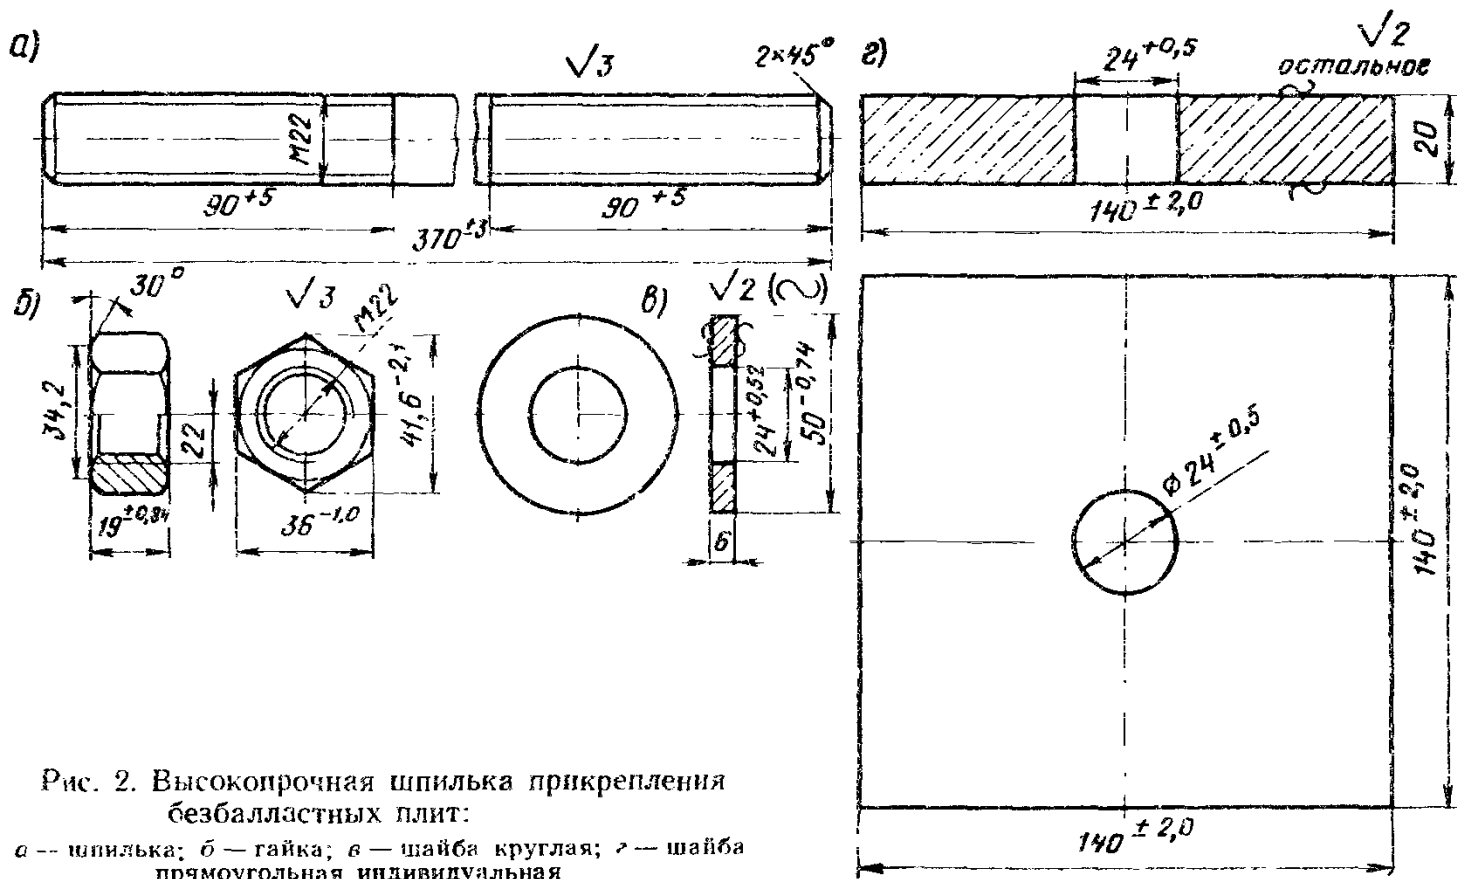 а)
√3
2×45°
М22
90+5
90+5
370±3
г)
24+0,5
√2
остальное
20
140±2,0
б)
30°
√3
М22
34,2
22
19±0,84
41,6-2,1
36-1,0
в)
√2 (~)
24+0,52
50-0,74
6
⌀24±0,5
140±2,0
140±2,0
Рис. 2. Высокопрочная шпилька прикрепления
безбалластных плит:
а — шпилька; б — гайка; в — шайба круглая; г — шайба
прямоугольная индивидуальная